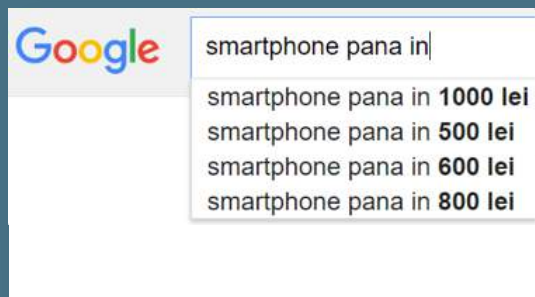 Google
smartphone pana in
smartphone pana in 1000 lei
smartphone pana in 500 lei
smartphone pana in 600 lei
smartphone pana in 800 lei